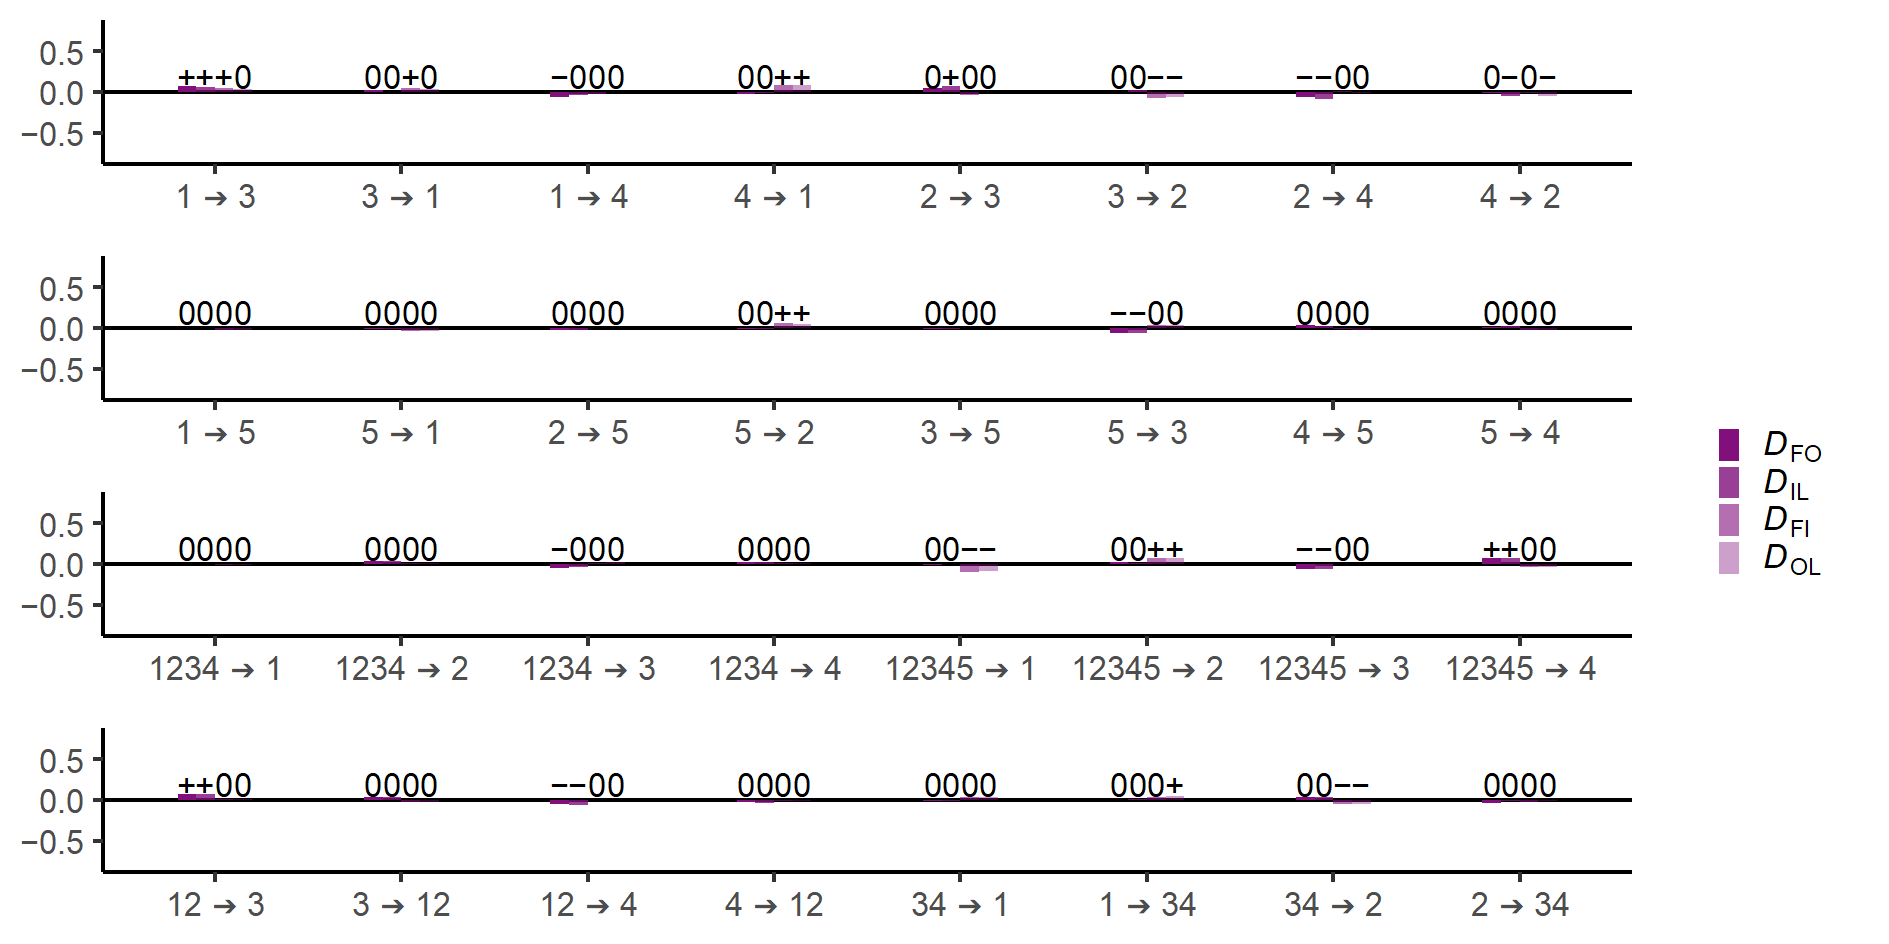 0.5
+++0 00+0 −000 00++ 0+00 00−− −−00 0−0−
0.0
−0.5
1 → 3 3 → 1 1 → 4 4 → 1 2 → 3 3 → 2 2 → 4 4 → 2
0.5
0000 0000 0000 00++ 0000 −−00 0000 0000
0.0
−0.5
1 → 5 5 → 1 2 → 5 5 → 2 3 → 5 5 → 3 4 → 5 5 → 4
D FO
D IL
D FI
D OL
0.5
0000 0000 −000 0000 00−− 00++ −−00 ++00
0.0
−0.5
1234 → 1 1234 → 2 1234 → 3 1234 → 4 12345 → 1 12345 → 2 12345 → 3 12345 → 4
0.5
++00 0000 −−00 0000 0000 000+ 00−− 0000
0.0
−0.5
12 → 3 3 → 12 12 → 4 4 → 12 34 → 1 1 → 34 34 → 2 2 → 34